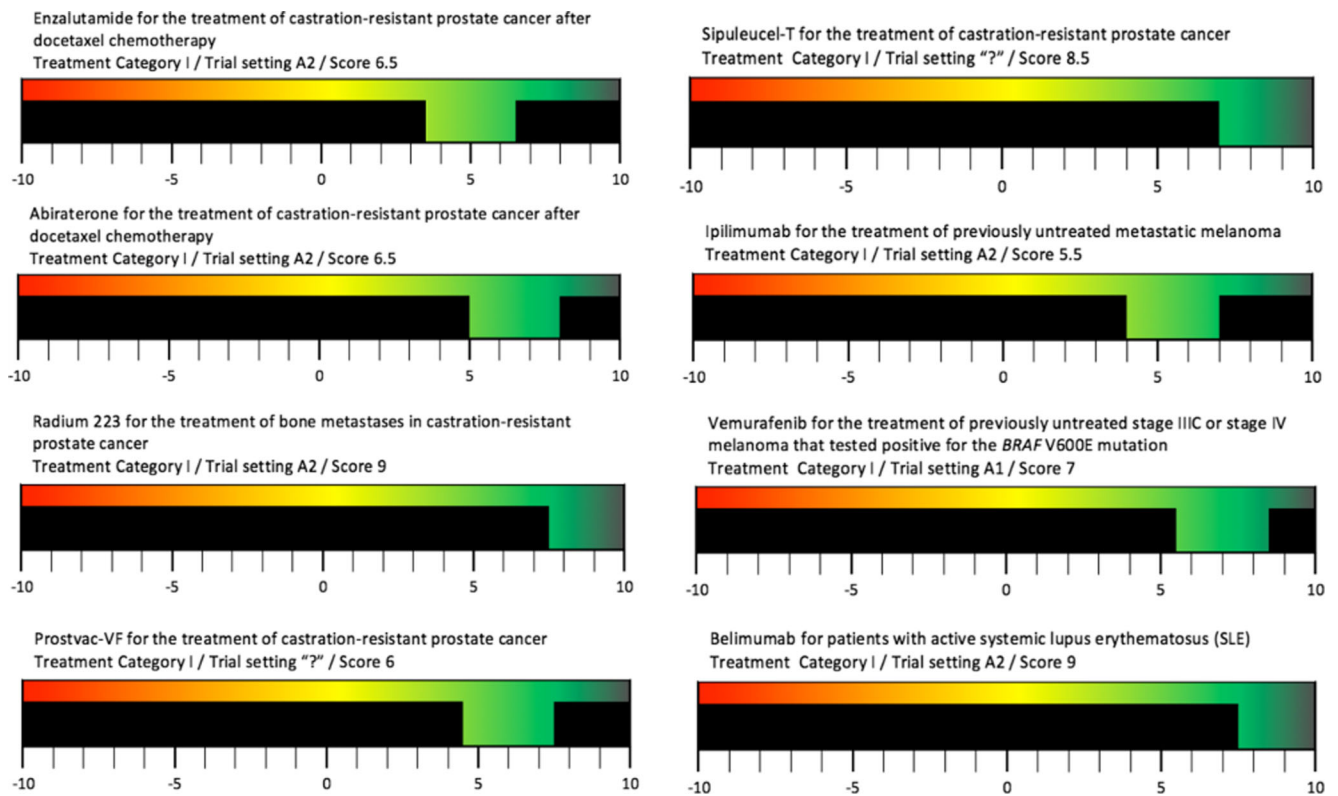 Enzalutamide for the treatment of castration-resistant prostate cancer after
docetaxel chemotherapy
Treatment Category I / Trial setting A2 / Score 6.5
-10 -5 0 5 10
Abiraterone for the treatment of castration-resistant prostate cancer after
docetaxel chemotherapy
Treatment Category I / Trial setting A2 / Score 6.5
-10 -5 0 5 10
Radium 223 for the treatment of bone metastases in castration-resistant
prostate cancer
Treatment Category I / Trial setting A2 / Score 9
-10 -5 0 5 10
Prostvac-VF for the treatment of castration-resistant prostate cancer
Treatment Category I / Trial setting “?” / Score 6
-10 -5 0 5 10
Sipuleucel-T for the treatment of castration-resistant prostate cancer
Treatment Category I / Trial setting “?” / Score 8.5
-10 -5 0 5 10
Ipilimumab for the treatment of previously untreated metastatic melanoma
Treatment Category I / Trial setting A2 / Score 5.5
-10 -5 0 5 10
Vemurafenib for the treatment of previously untreated stage IIIC or stage IV
melanoma that tested positive for the BRAF V600E mutation
Treatment Category I / Trial setting A1 / Score 7
-10 -5 0 5 10
Belimumab for patients with active systemic lupus erythematosus (SLE)
Treatment Category I / Trial setting A2 / Score 9
-10 -5 0 5 10